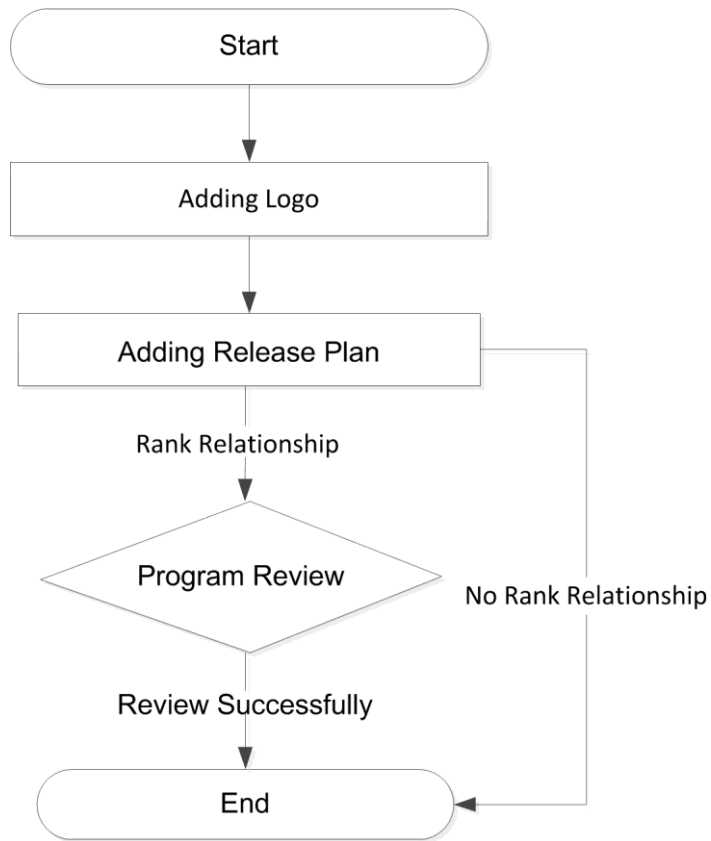 Start
Adding Logo
Adding Release Plan
Rank Relationship
Program Review
No Rank Relationship
Review Successfully
End